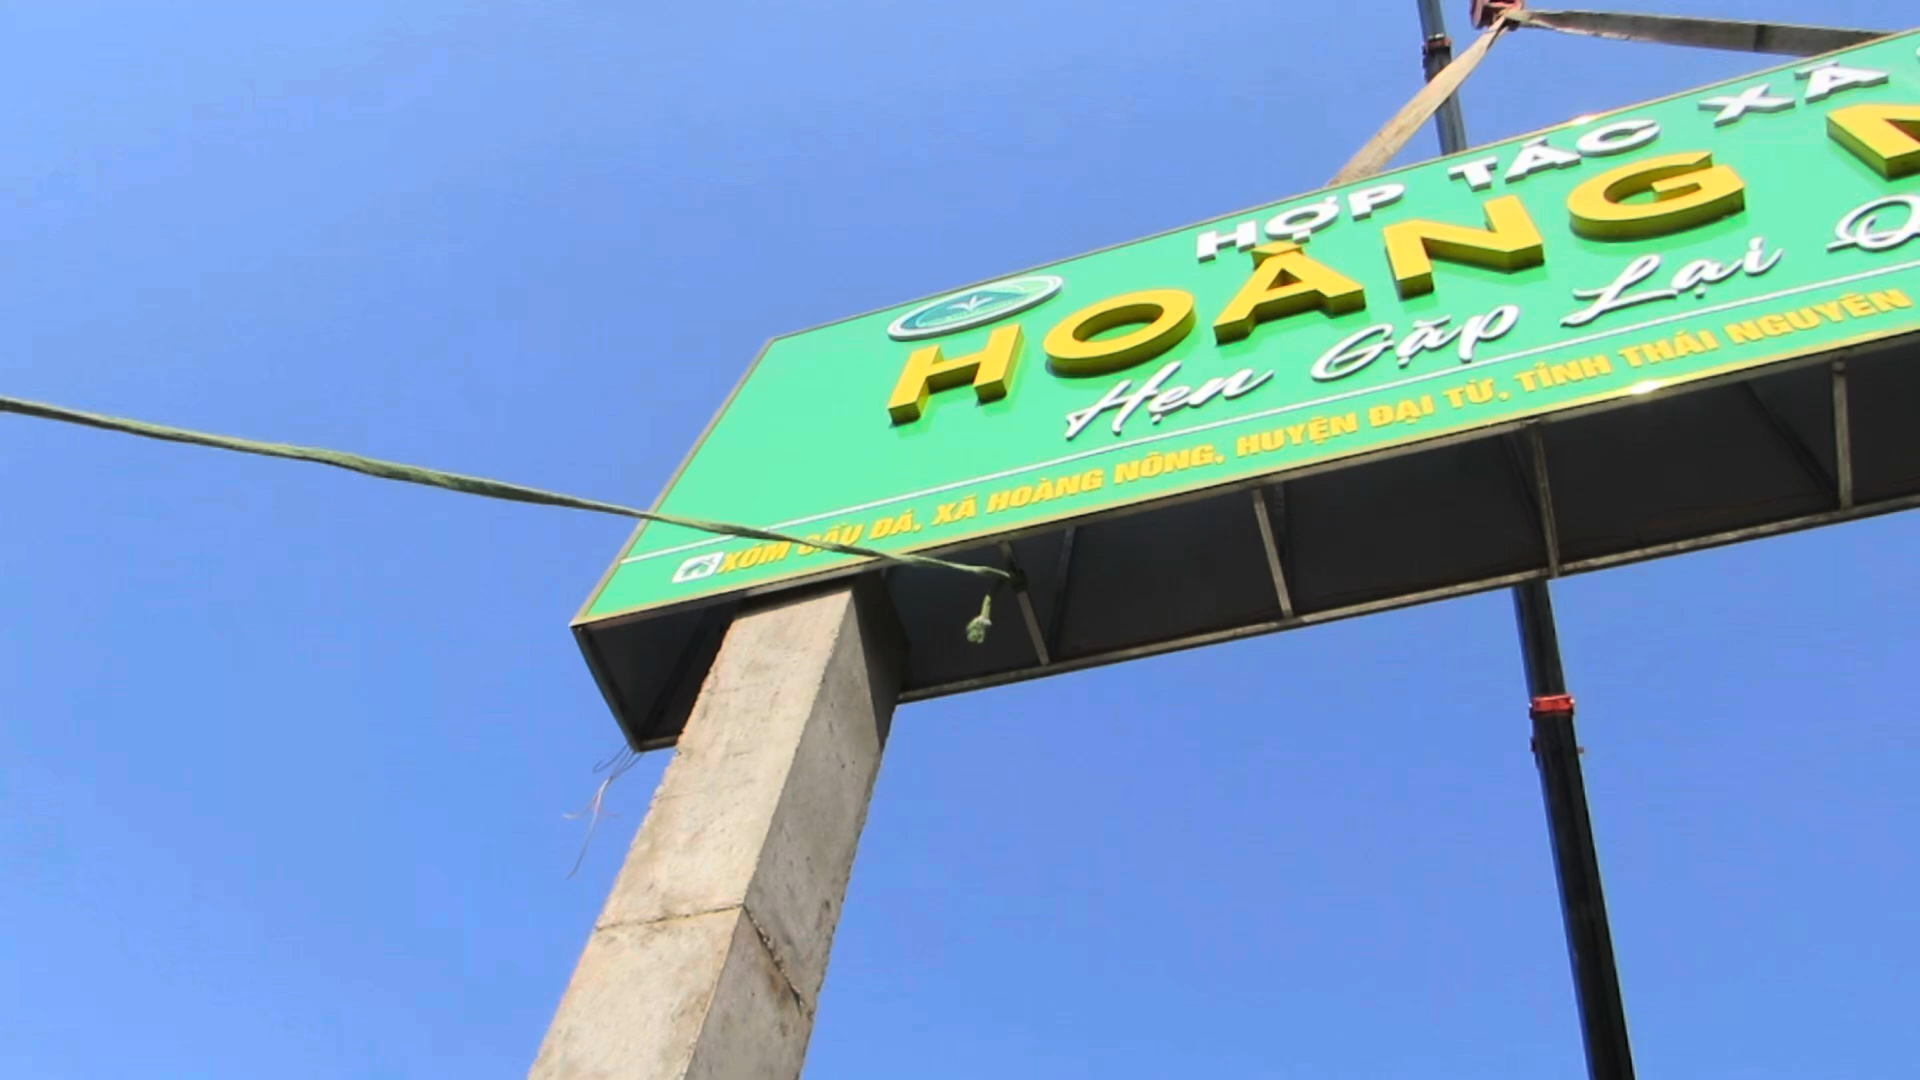 HỢP TÁC XÃ
HOÀNG
Hẹn Gặp Lại
XÓM CẦU ĐÁ, XÃ HOÀNG NÔNG, HUYỆN ĐẠI TỪ, TỈNH THÁI NGUYÊN